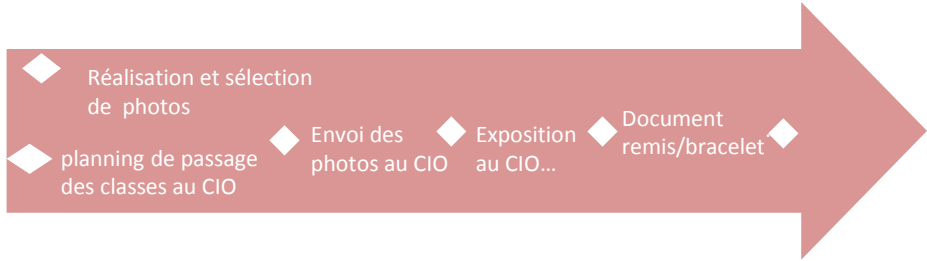 Réalisation et sélection
de photos
planning de passage
des classes au CIO
Envoi des
photos au CIO
Exposition
au CIO…
Document
remis/bracelet